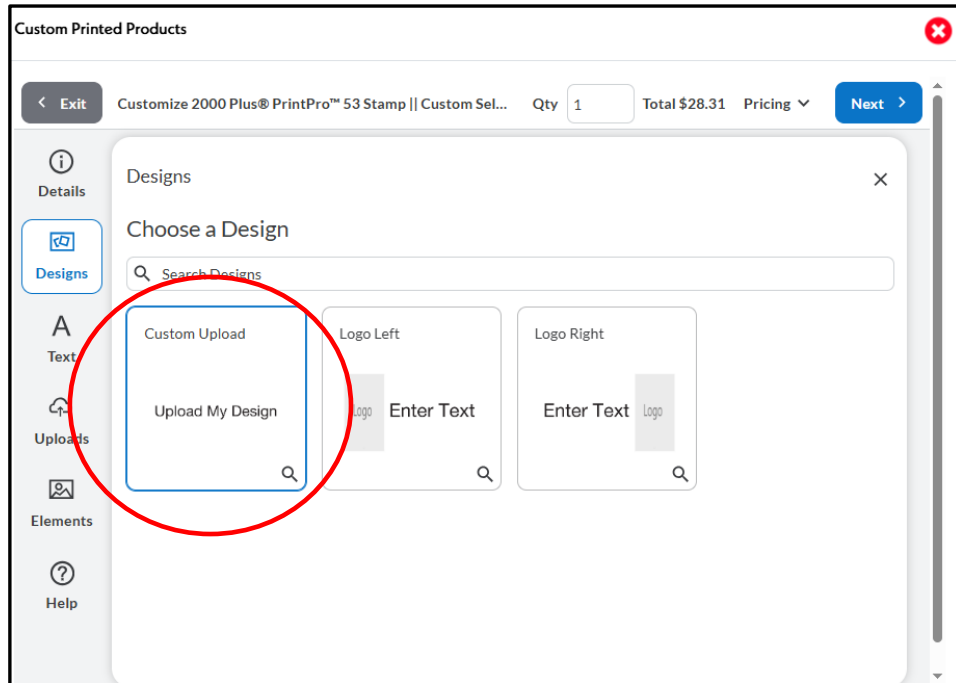 Custom Printed Products
Exit
Customize 2000 Plus® PrintPro™ 53 Stamp || Custom Sel...
Qty
1
Total $28.31
Pricing
Next
Details
Designs
Text
Uploads
Elements
Help
Designs
Choose a Design
Search Designs
Custom Upload
Upload My Design
Logo Left
Logo
Enter Text
Logo Right
Enter Text
Logo